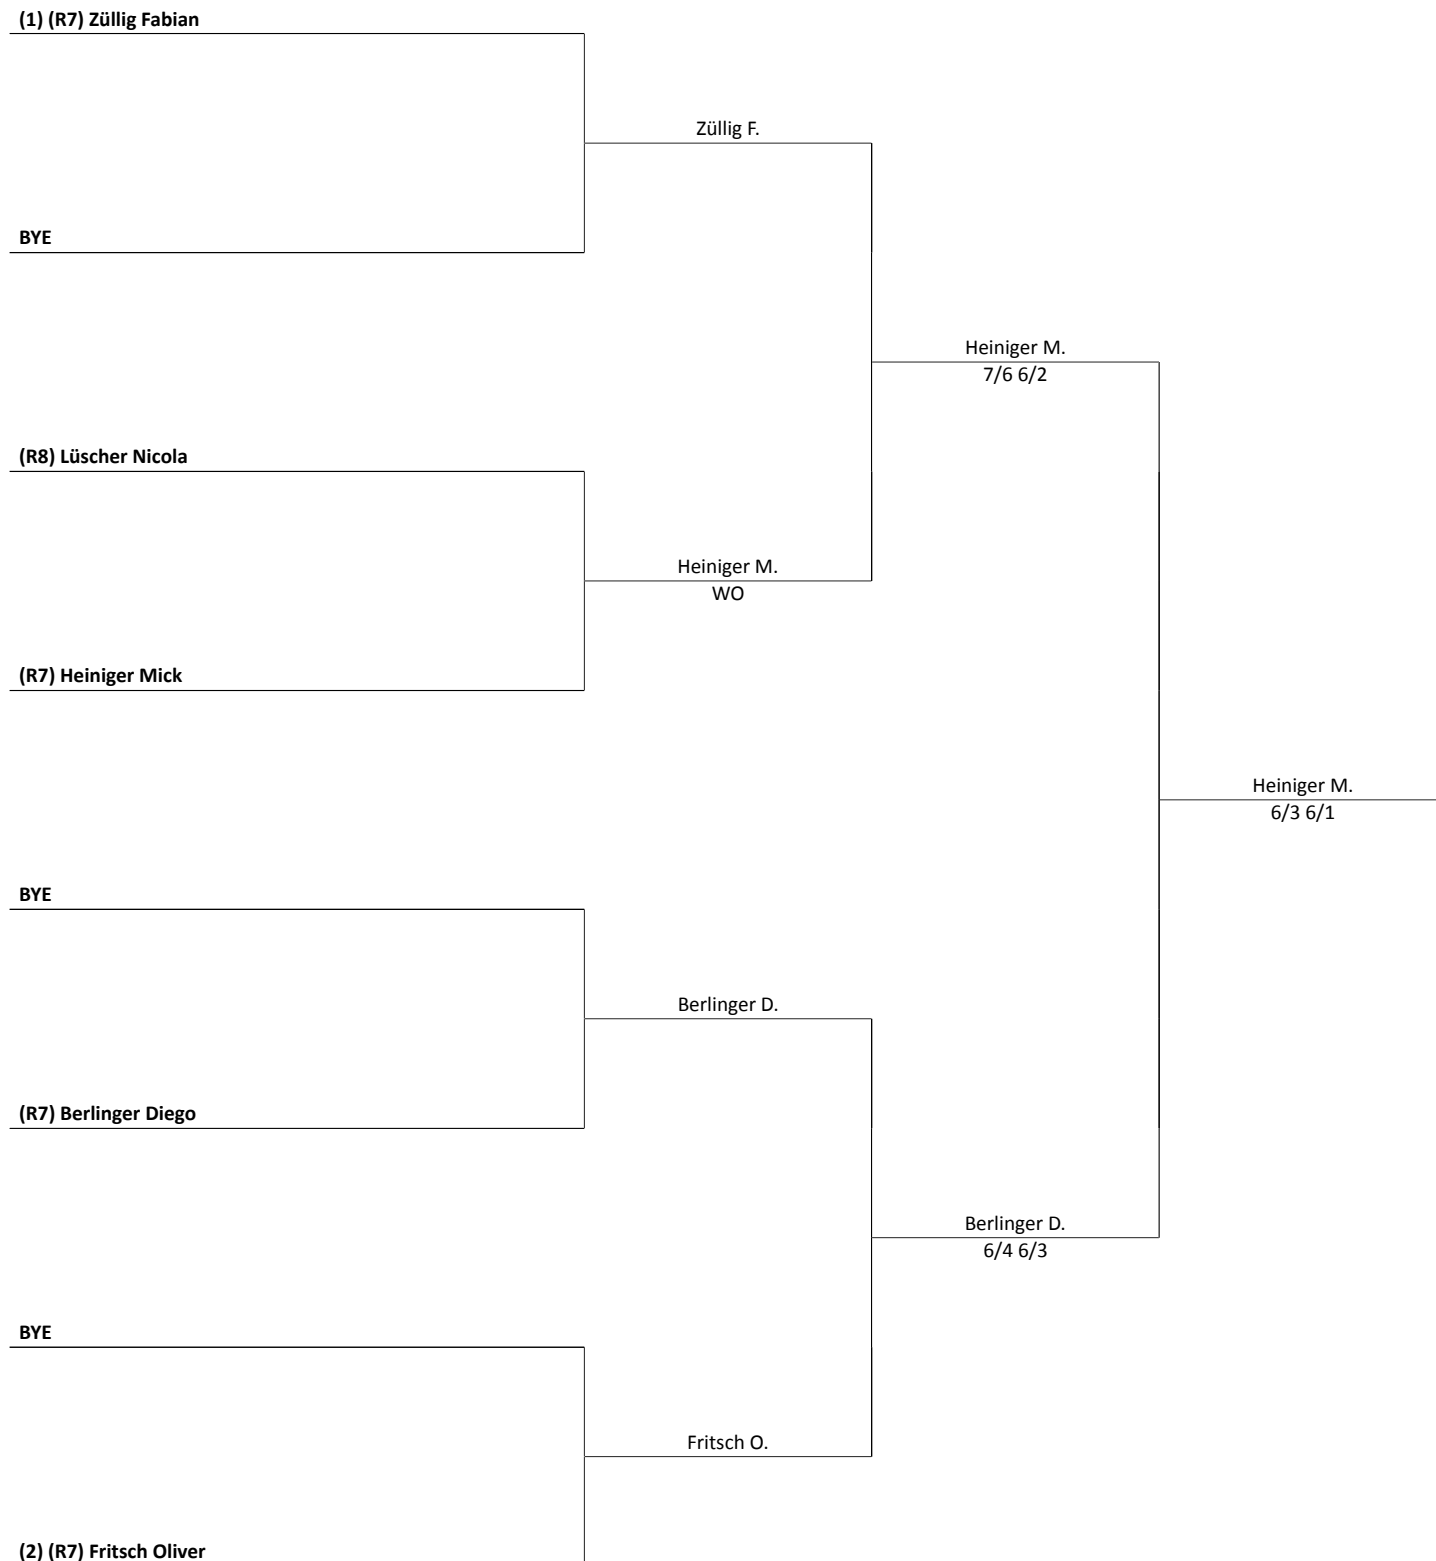 (1) (R7) Züllig Fabian
Züllig F.
BYE
Heiniger M.
7/6 6/2
(R8) Lüscher Nicola
Heiniger M.
WO
(R7) Heiniger Mick
Heiniger M.
6/3 6/1
BYE
Berlinger D.
(R7) Berlinger Diego
Berlinger D.
6/4 6/3
BYE
Fritsch O.
(2) (R7) Fritsch Oliver